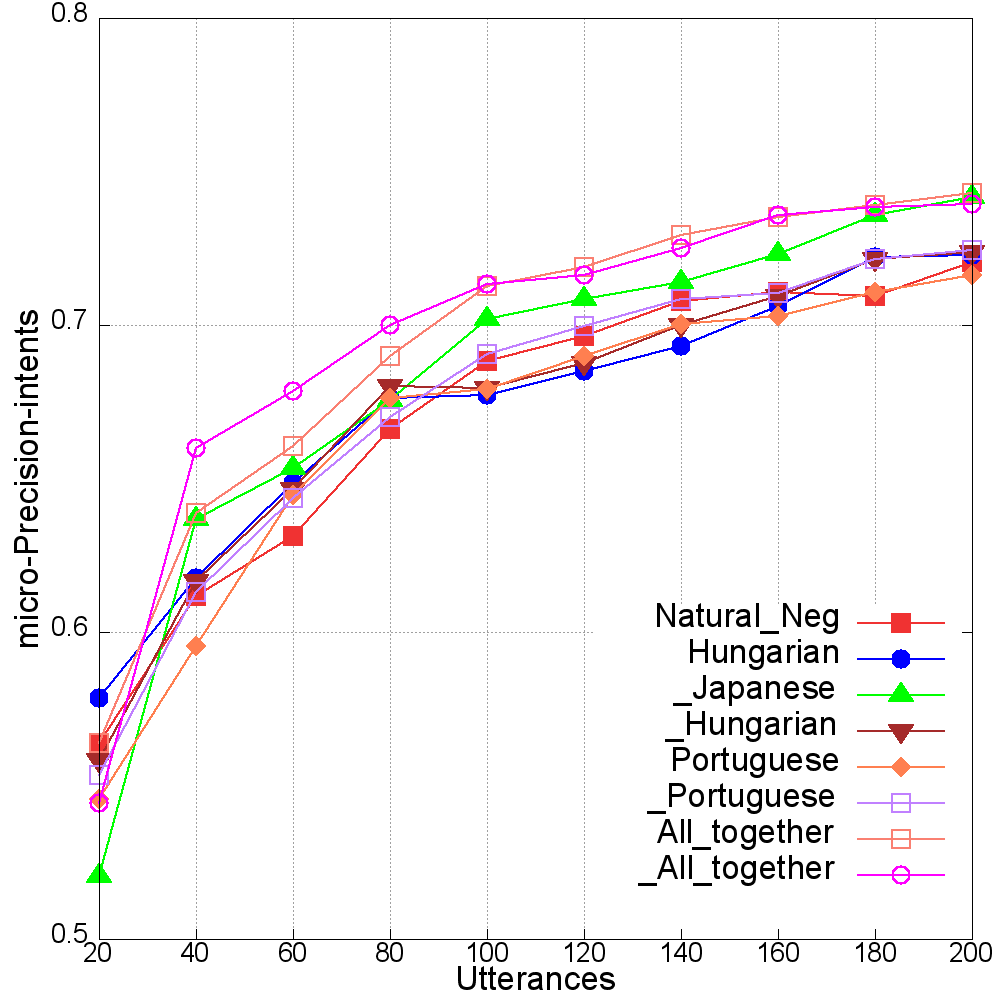 0.8
0.7
0.6
0.5
micro-Precision-intents
Natural_Neg
Hungarian
_Japanese
_Hungarian
Portuguese
_Portuguese
All_together
_All_together
20 40 60 80 100 120 140 160 180 200
Utterances